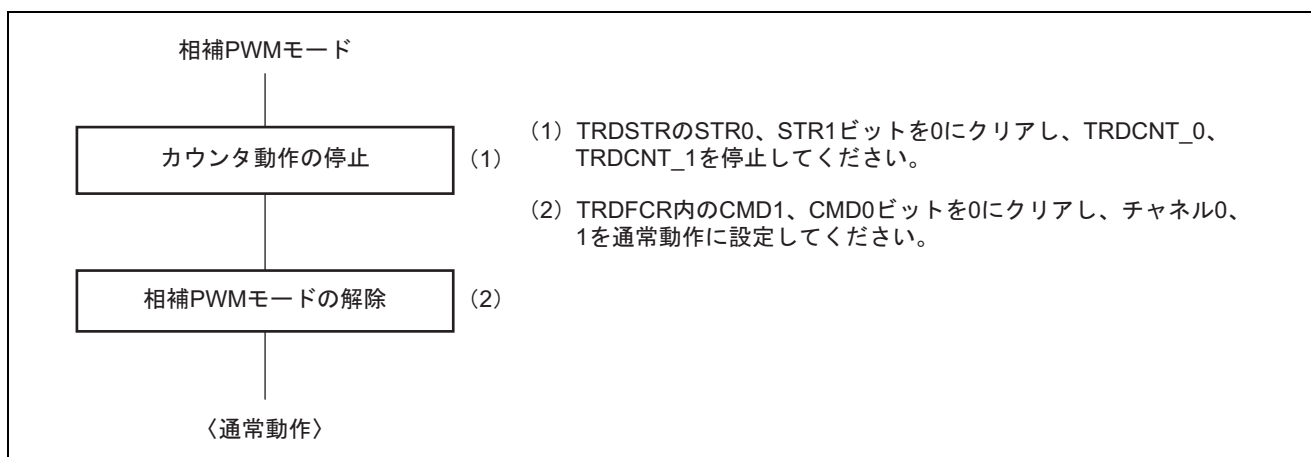 相補PWMモード
カウンタ動作の停止
(1)
(1) TRDSTRのSTR0、STR1ビットを0にクリアし、TRDCNT_0、
TRDCNT_1を停止してください。
(2) TRDFCR内のCMD1、CMD0ビットを0にクリアし、チャネル0、
1を通常動作に設定してください。
相補PWMモードの解除
(2)
〈通常動作〉